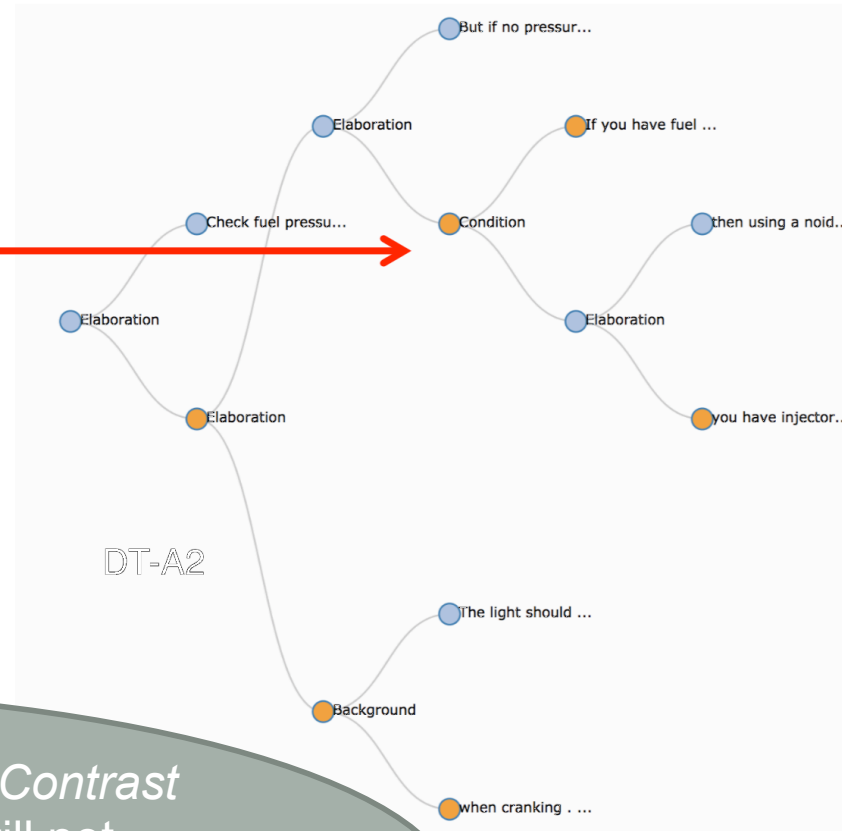 But if no pressur...
Elaboration
If you have fuel ...
Check fuel pressu...
Condition
then using a noid..
Elaboration
Elaboration
Elaboration
you have injector..
DT-A2
The light should ...
Background
Contrast
when cranking . ...